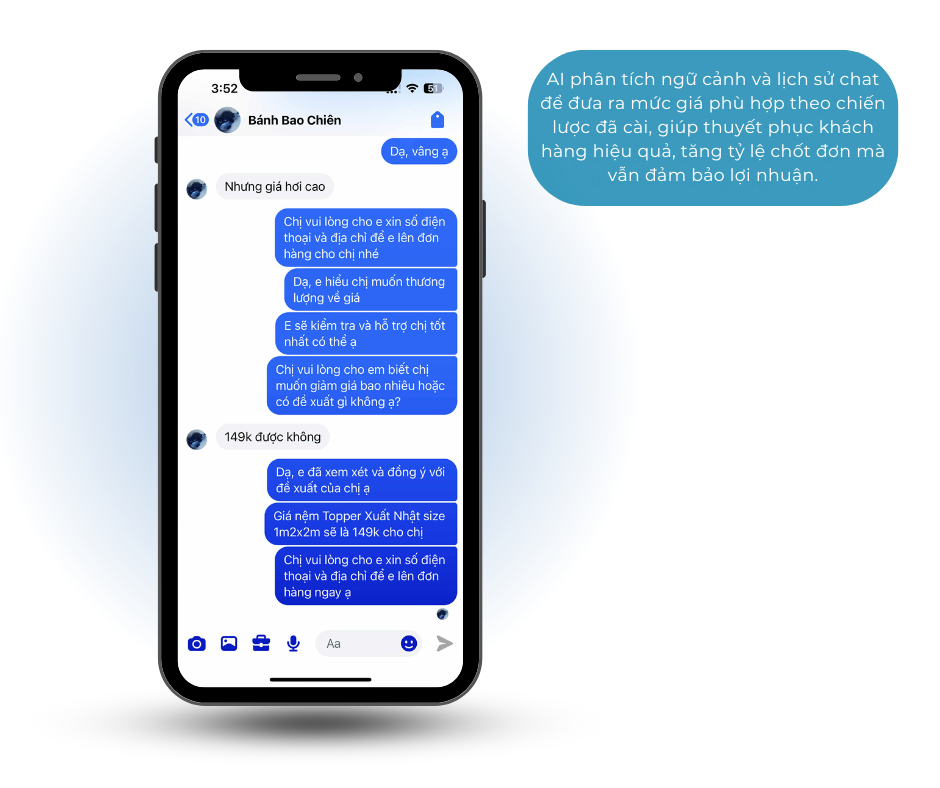 3:52
51
10
Bánh Bao Chiên
Dạ, vâng ạ
Nhưng giá hơi cao
Chị vui lòng cho e xin số điện
thoại và địa chỉ để e lên đơn
hàng cho chị nhé
Dạ, e hiểu chị muốn thương
lượng về giá
E sẽ kiểm tra và hỗ trợ chị tốt
nhất có thể ạ
Chị vui lòng cho em biết chị
muốn giảm giá bao nhiêu hoặc
có đề xuất gì không ạ?
149k được không
Dạ, e đã xem xét và đồng ý với
đề xuất của chị ạ
Giá nệm Topper Xuất Nhật size
1m2x2m sẽ là 149k cho chị
Chị vui lòng cho e xin số điện
thoại và địa chỉ để e lên đơn
hàng ngay ạ
Aa
AI phân tích ngữ cảnh và lịch sử chat
để đưa ra mức giá phù hợp theo chiến
lược đã cài, giúp thuyết phục khách
hàng hiệu quả, tăng tỷ lệ chốt đơn mà
vẫn đảm bảo lợi nhuận.